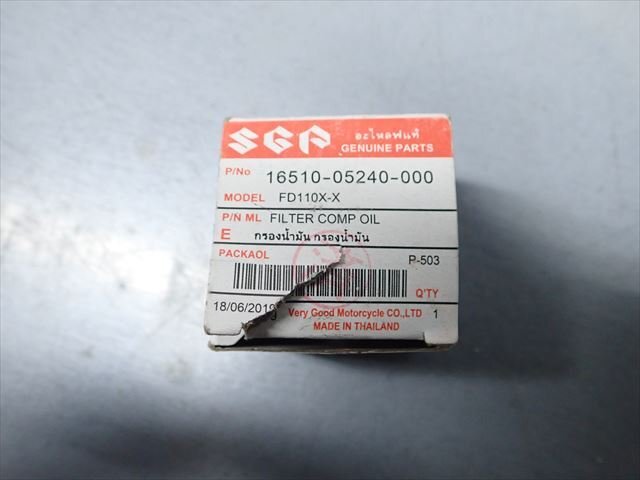 SGP อะไหล่แท้
GENUINE PARTS
P/No 16510-05240-000
MODEL FD110X-X
P/N ML FILTER COMP OIL
E กรองน้ำมัน กรองน้ำมัน
PACKAOL P-503
Q'TY
18/06/2019 Very Good Motorcycle CO.,LTD 1
MADE IN THAILAND